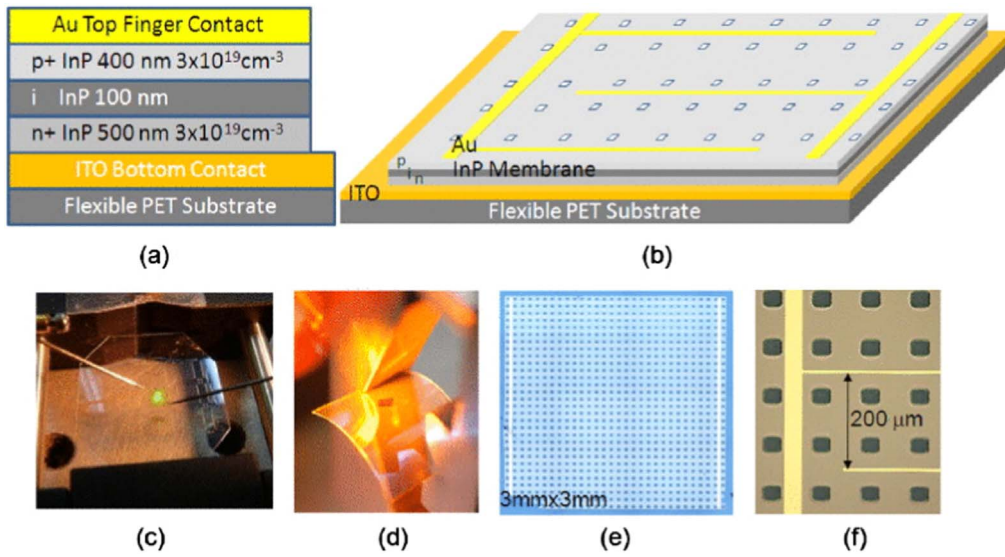 Au Top Finger Contact
p+ InP 400 nm 3x10¹⁹cm⁻³
i InP 100 nm
n+ InP 500 nm 3x10¹⁹cm⁻³
ITO Bottom Contact
Flexible PET Substrate
(a)
Au
p
i
n
InP Membrane
ITO
Flexible PET Substrate
(b)
(c)
(d)
3mmx3mm
(e)
200 μm
(f)